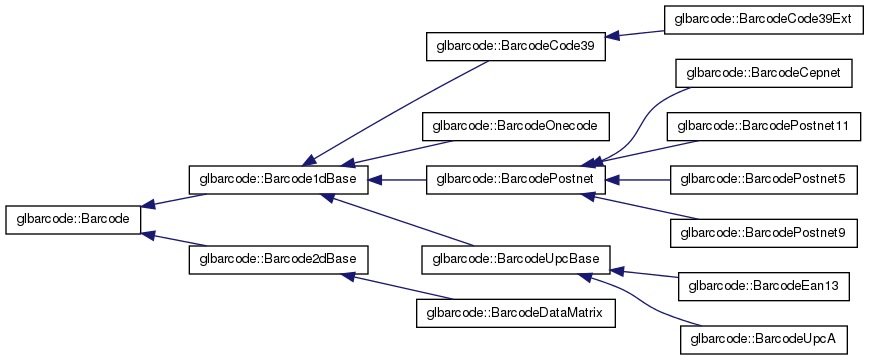 glbarcode::BarcodeCode39Ext
glbarcode::BarcodeCode39
glbarcode::BarcodeCepnet
glbarcode::BarcodeOnecode
glbarcode::BarcodePostnet11
glbarcode::Barcode1dBase
glbarcode::BarcodePostnet
glbarcode::BarcodePostnet5
glbarcode::Barcode
glbarcode::BarcodePostnet9
glbarcode::Barcode2dBase
glbarcode::BarcodeUpcBase
glbarcode::BarcodeEan13
glbarcode::BarcodeDataMatrix
glbarcode::BarcodeUpcA